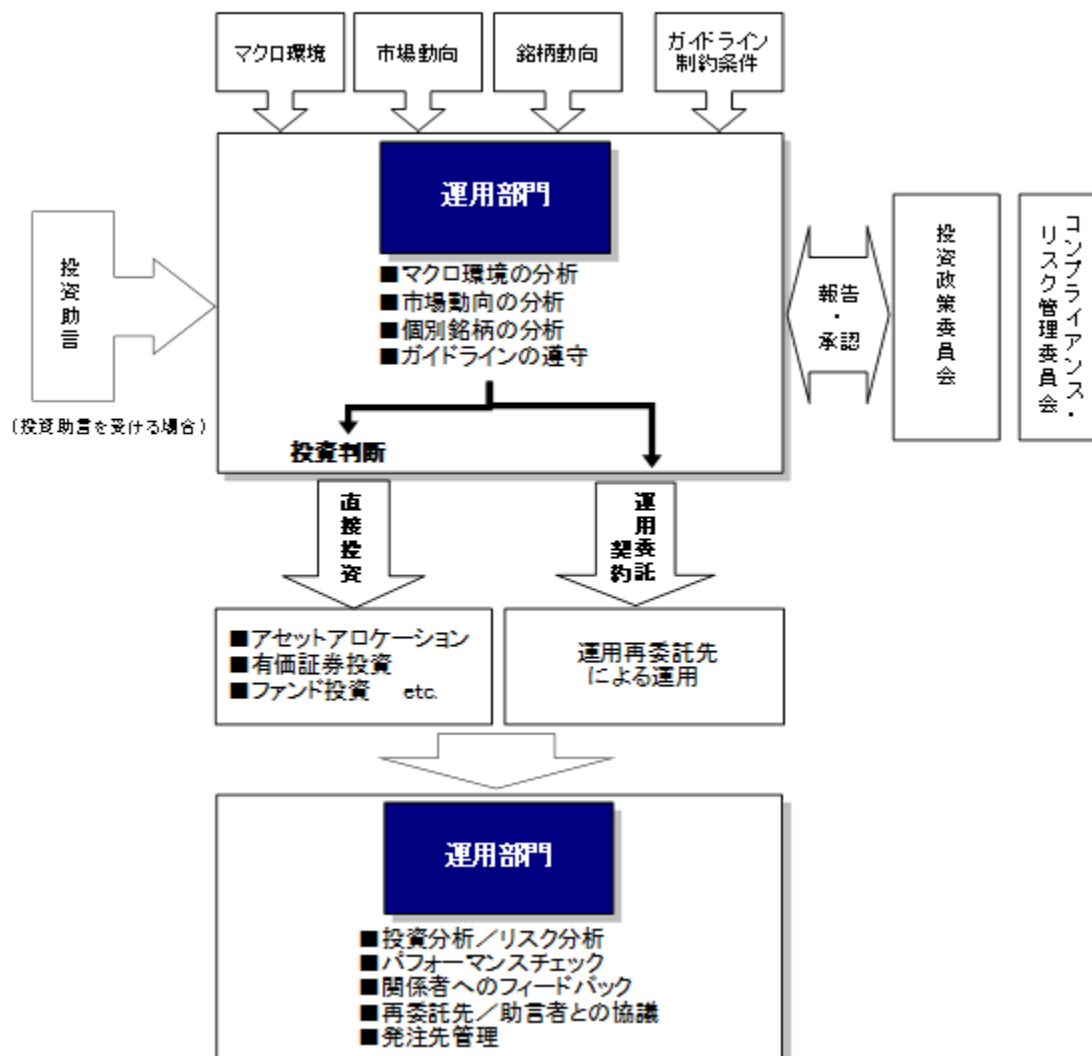 マクロ環境
市場動向
銘柄動向
ガイドライン
制約条件
運用部門
■マクロ環境の分析
■市場動向の分析
■個別銘柄の分析
■ガイドラインの遵守
投資助言
(投資助言を受ける場合)
報告
・
承認
投資政策委員会
コンプライアンス・
リスク管理委員会
投資判断
直接投資
運用委託
契約
■アセットアロケーション
■有価証券投資
■ファンド投資 etc.
運用再委託先
による運用
運用部門
■投資分析/リスク分析
■パフォーマンスチェック
■関係者へのフィードバック
■再委託先/助言者との協議
■発注先管理